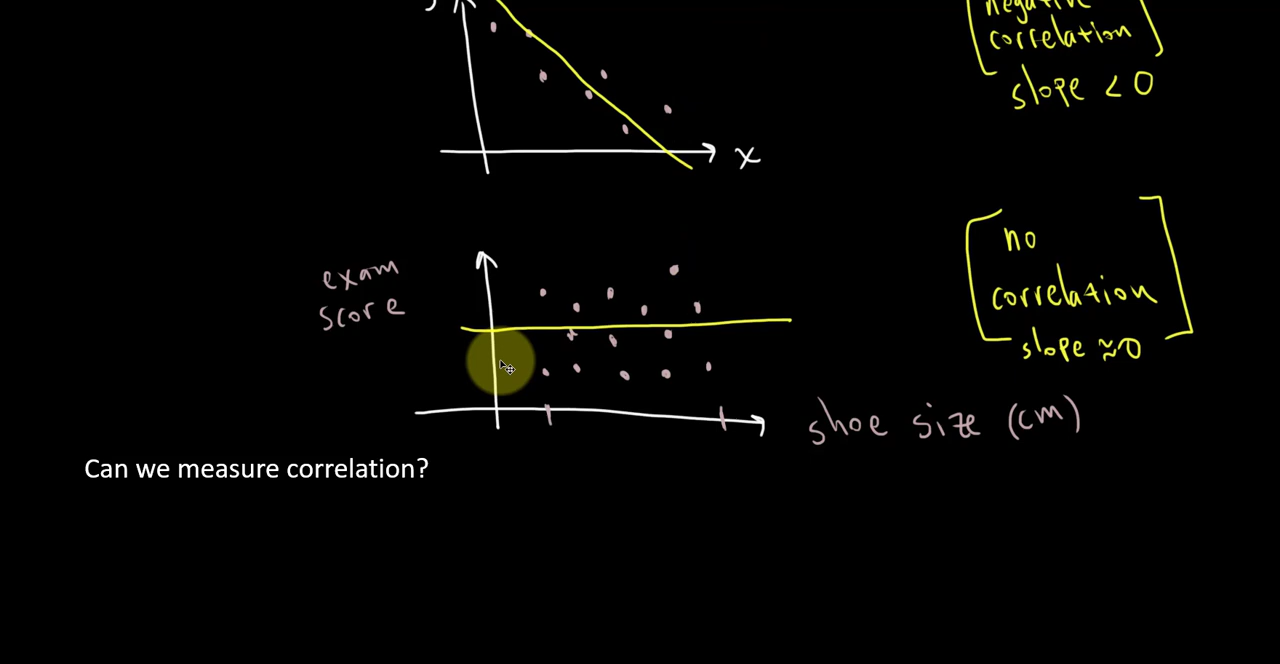 y
x
negative
correlation
slope < 0
exam
score
no
correlation
slope ≈ 0
shoe size (cm)
Can we measure correlation?